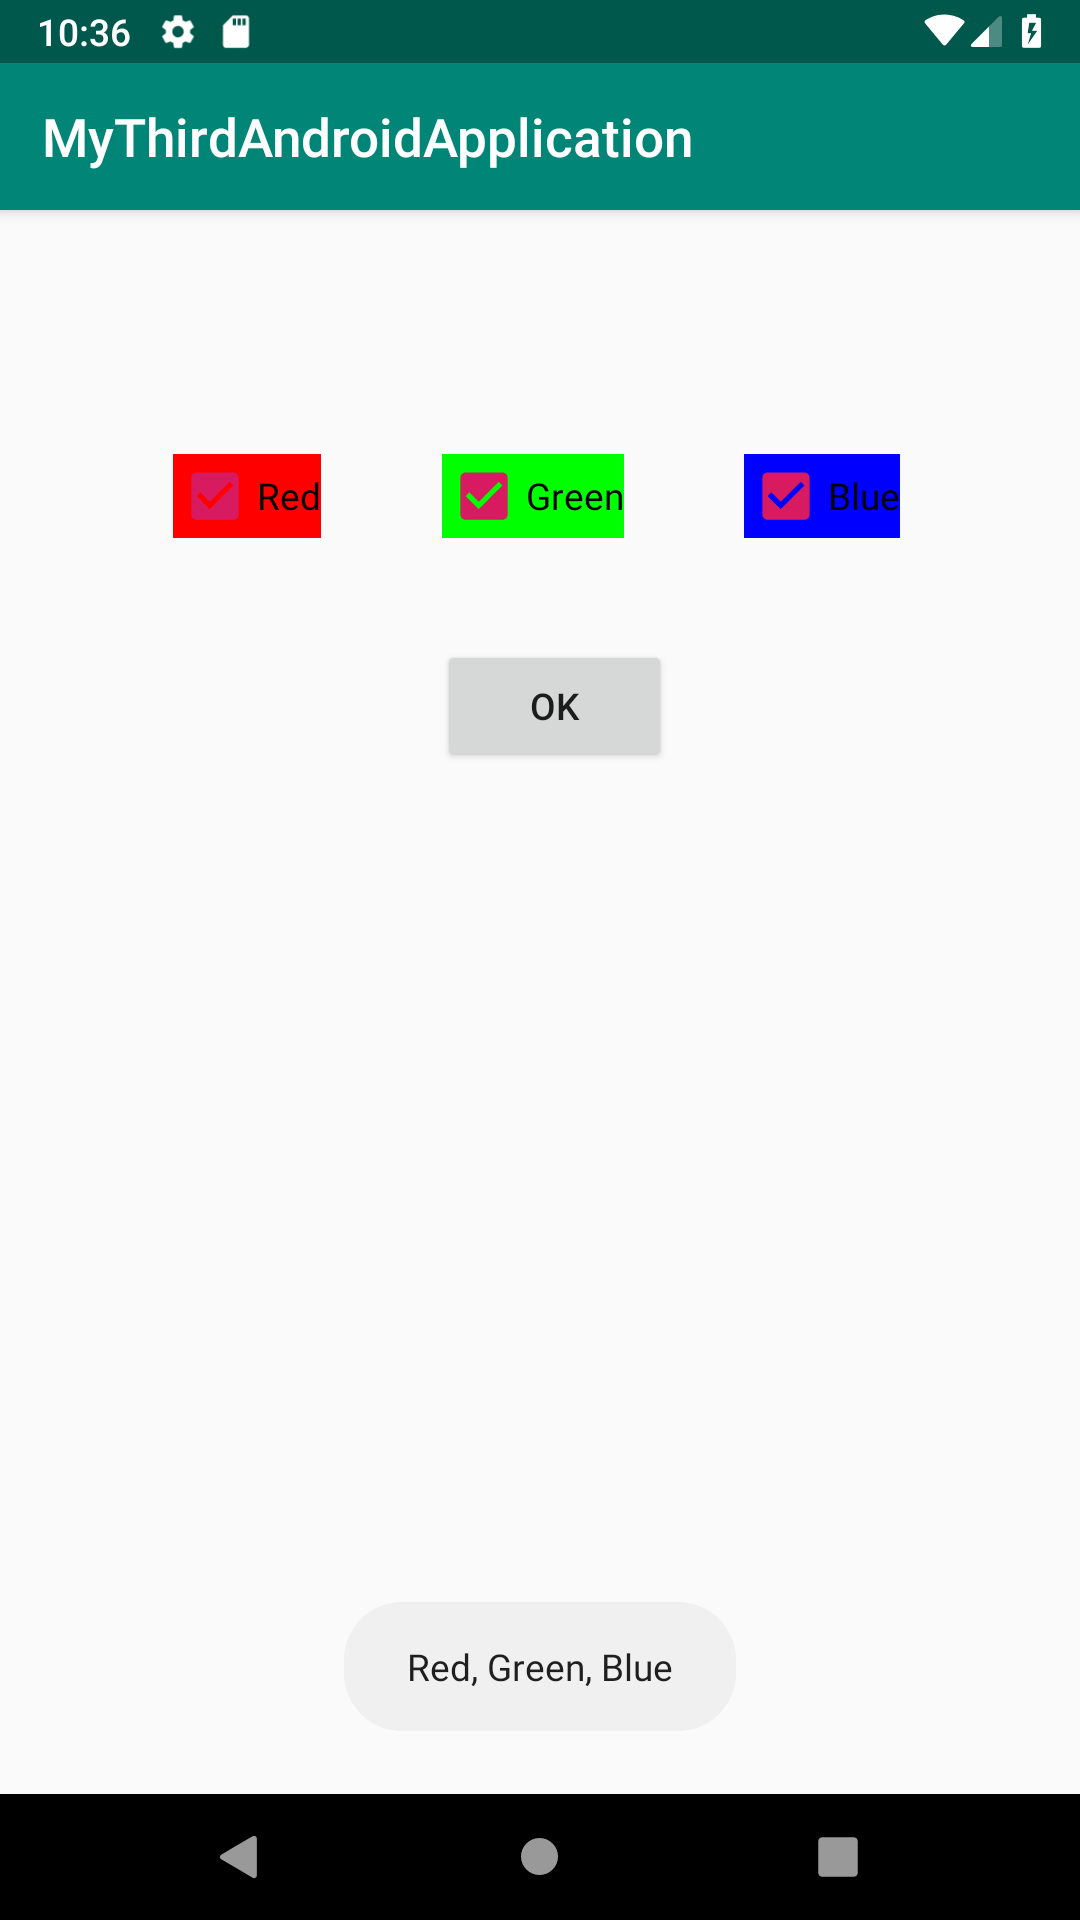 10:36
MyThirdAndroidApplication
Red Green Blue
OK
Red, Green, Blue